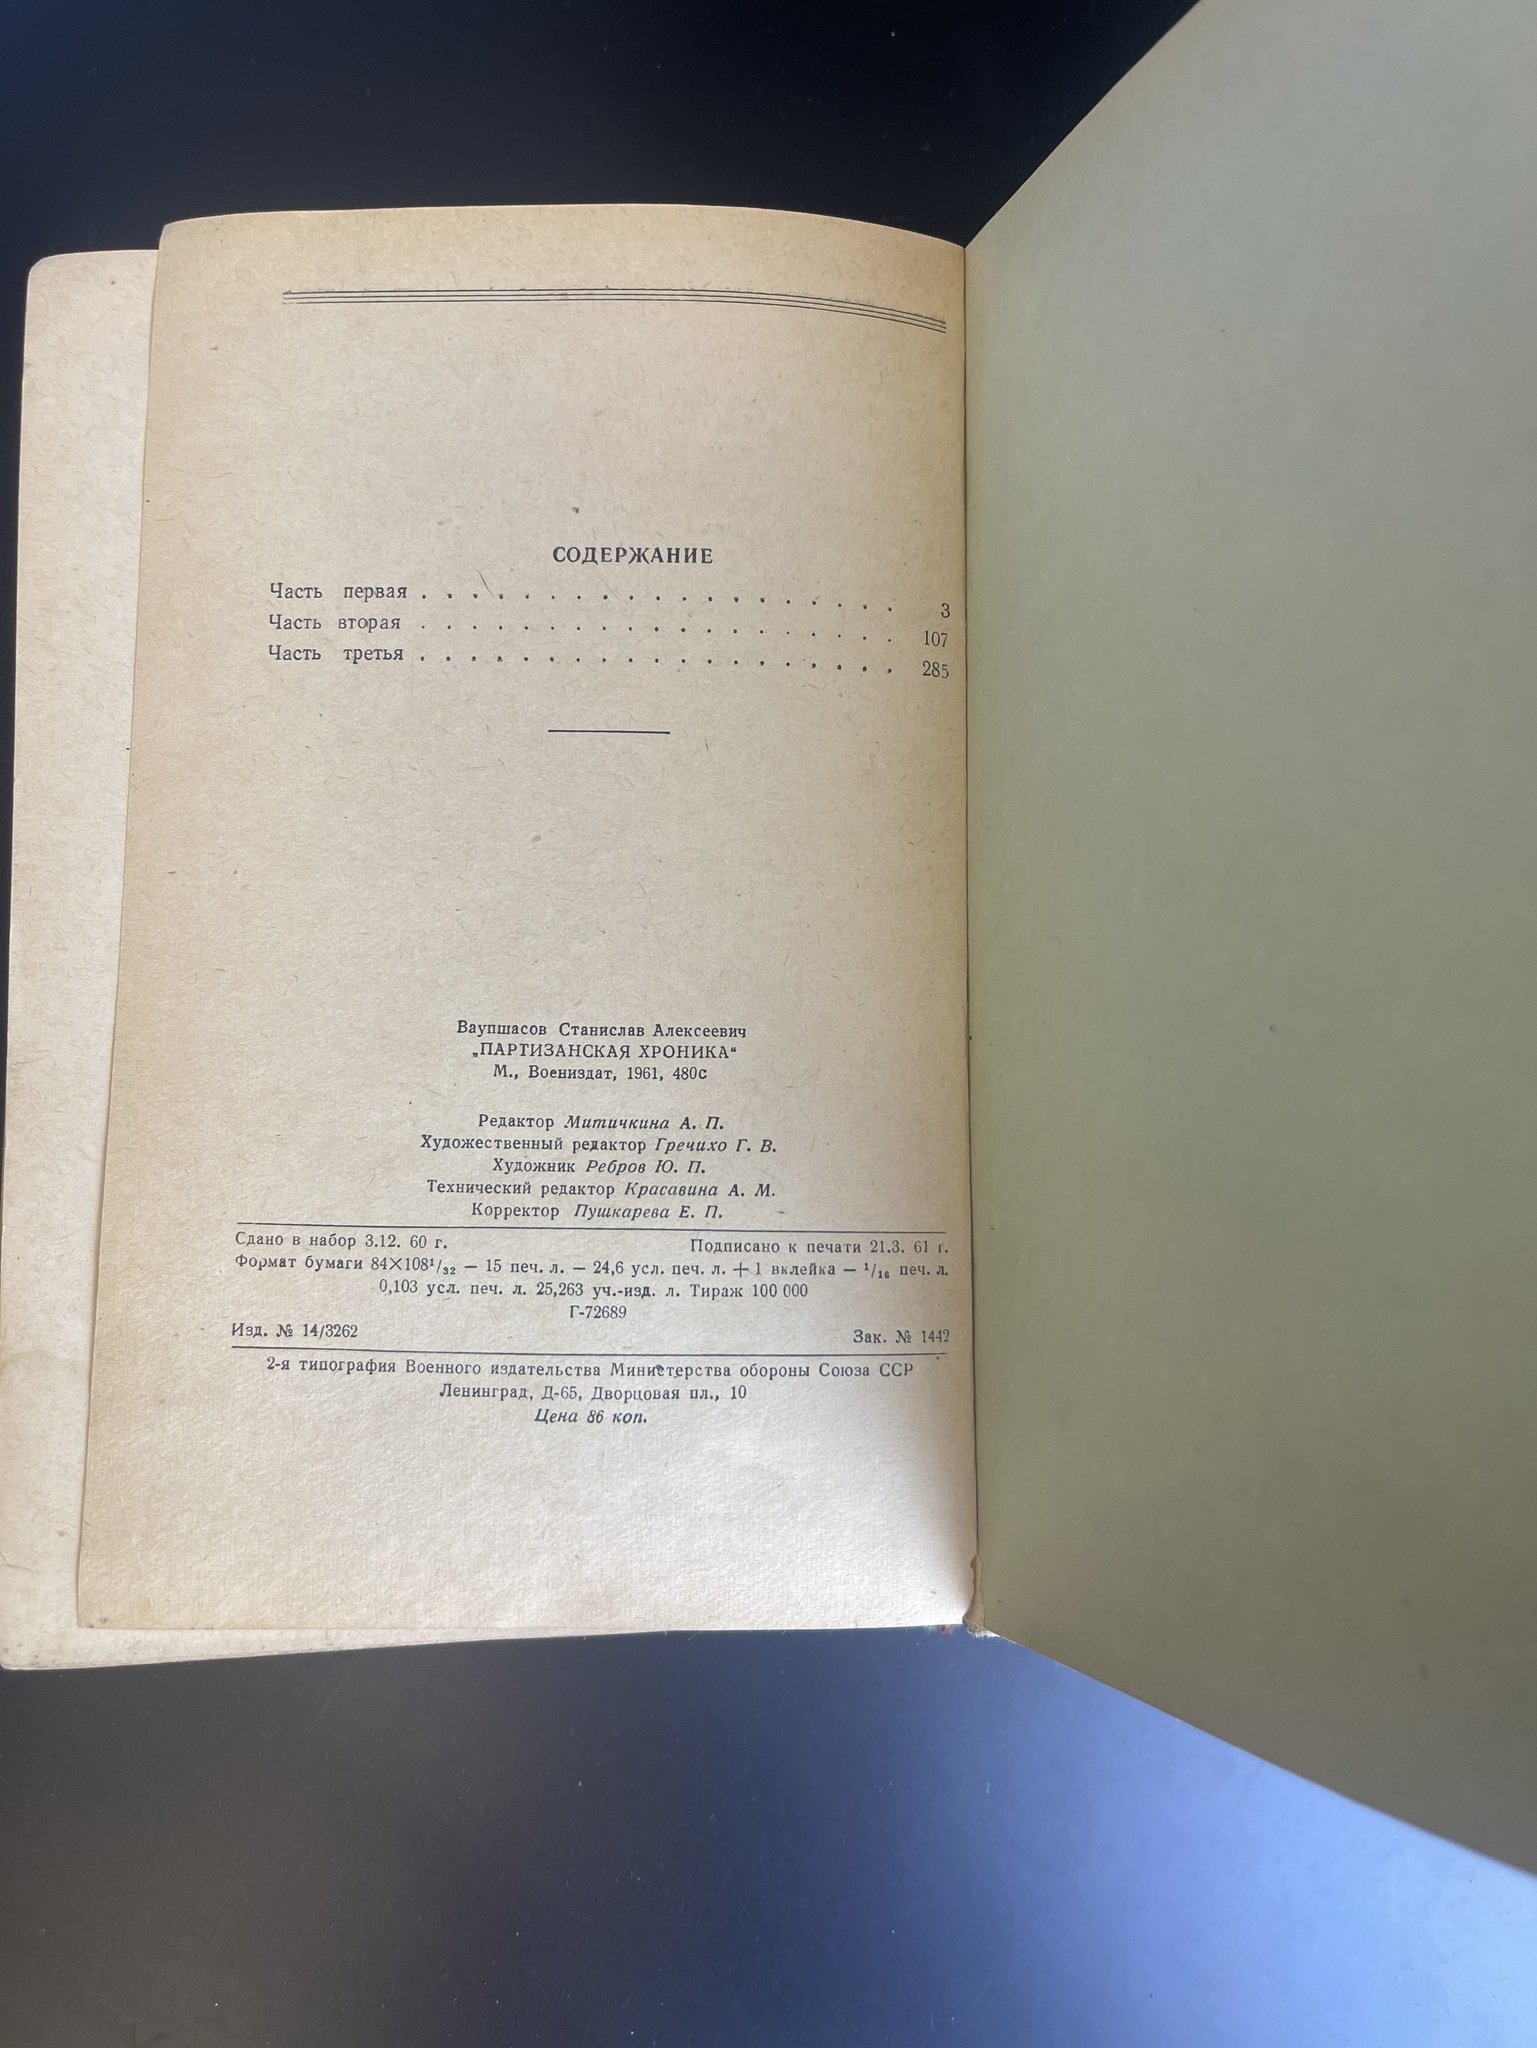 СОДЕРЖАНИЕ
Часть первая . . . . . . . . . . . . . . . . . . . 3
Часть вторая . . . . . . . . . . . . . . . . . . . 107
Часть третья . . . . . . . . . . . . . . . . . . . 285
Ваупшасов Станислав Алексеевич
„ПАРТИЗАНСКАЯ ХРОНИКА“
М., Воениздат, 1961, 480с
Редактор Митичкина А. П.
Художественный редактор Гречихо Г. В.
Художник Ребров Ю. П.
Технический редактор Красавина А. М.
Корректор Пушкарева Е. П.
Сдано в набор 3.12. 60 г. Подписано к печати 21.3. 61 г.
Формат бумаги 84×108¹/₃₂ — 15 печ. л. — 24,6 усл. печ. л. + 1 вклейка — ¹/₁₆ печ. л.
0,103 усл. печ. л. 25,263 уч.-изд. л. Тираж 100 000
Г-72689
Изд. № 14/3262 Зак. № 1442
2-я типография Военного издательства Министерства обороны Союза ССР
Ленинград, Д-65, Дворцовая пл., 10
Цена 86 коп.